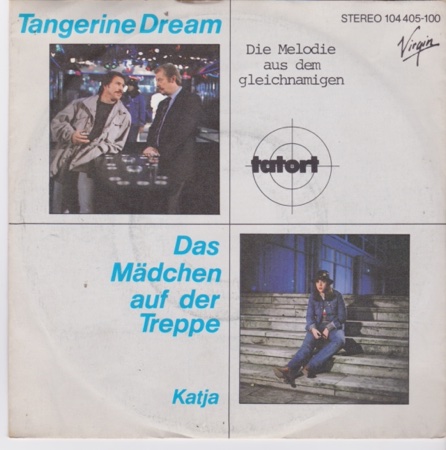 Tangerine Dream
STEREO 104 405-100
Virgin
Die Melodie
aus dem
gleichnamigen
tatort
Das
Mädchen
auf der
Treppe
Katja